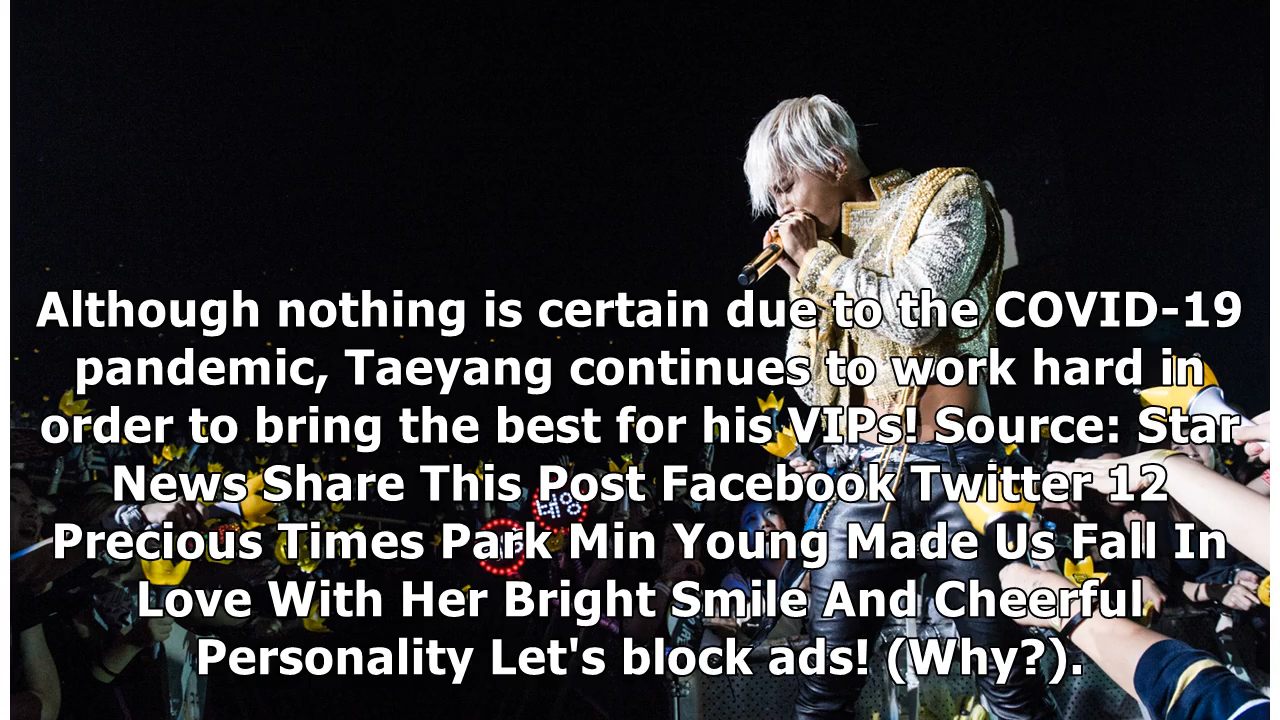 Although nothing is certain due to the COVID-19
pandemic, Taeyang continues to work hard in
order to bring the best for his VIPs! Source: Star
News Share This Post Facebook Twitter 12
Precious Times Park Min Young Made Us Fall In
Love With Her Bright Smile And Cheerful
Personality Let's block ads! (Why?).
태양